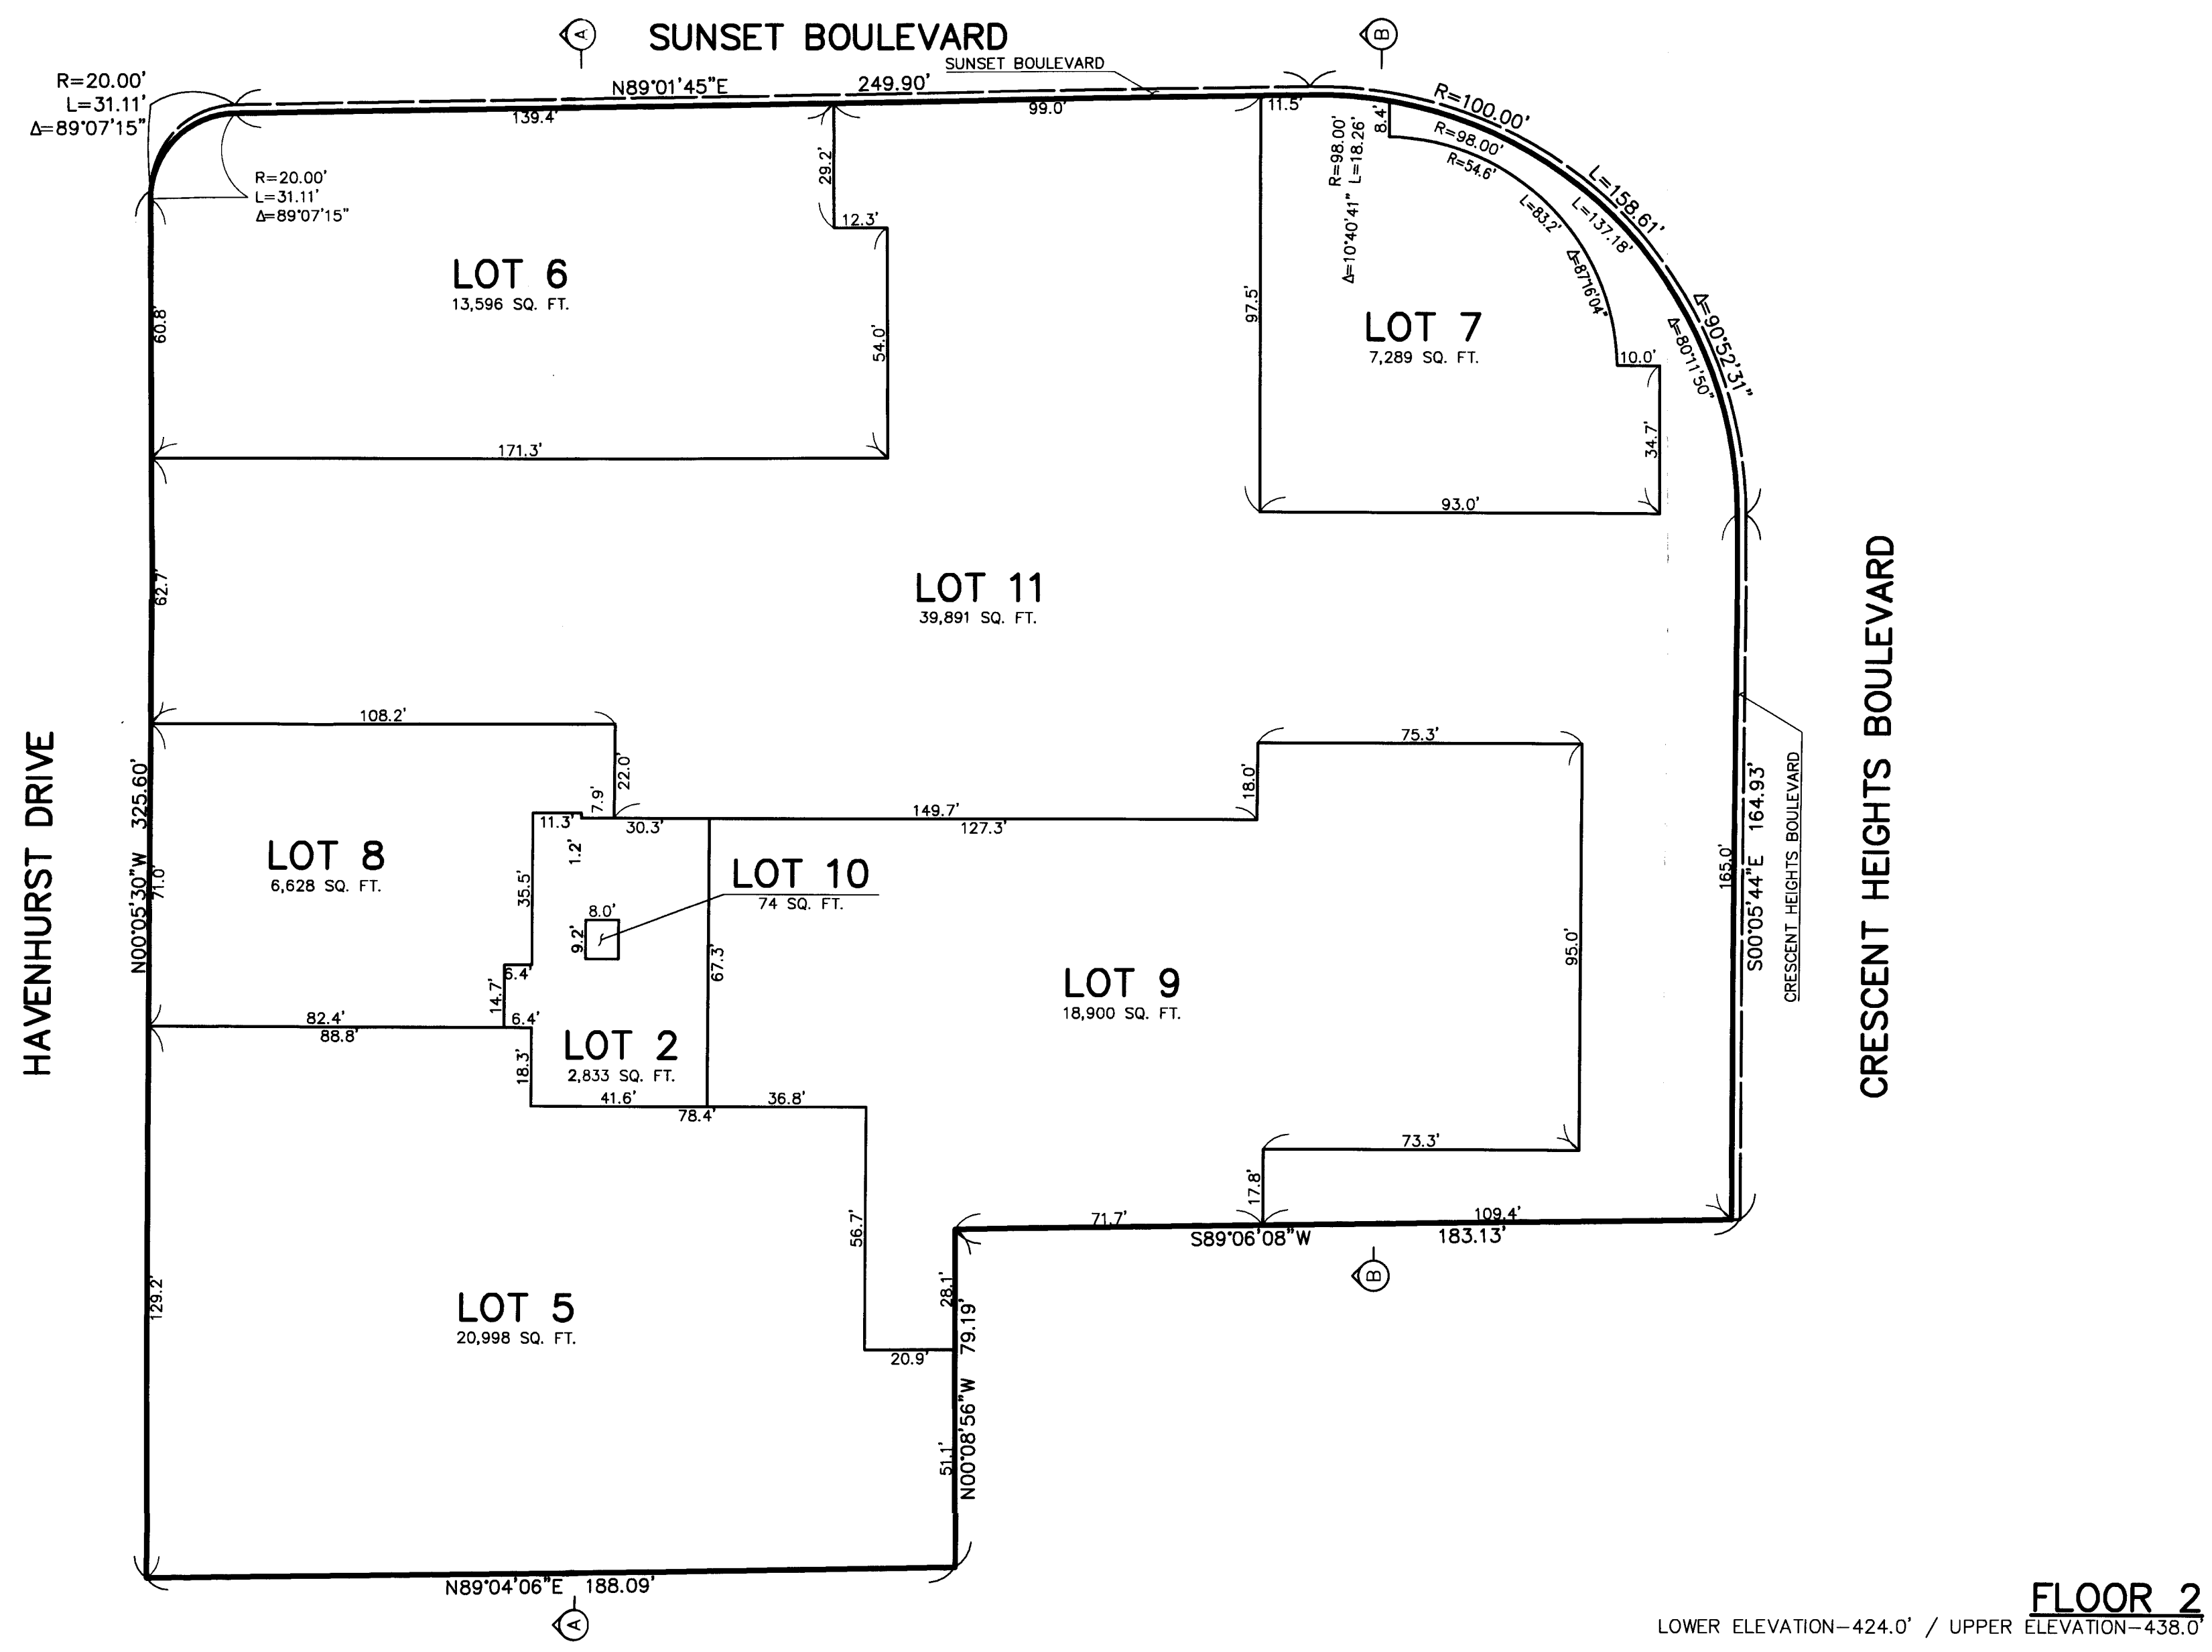 A
SUNSET BOULEVARD
B
SUNSET BOULEVARD
R=20.00'
L=31.11'
Δ=89°07'15"
N89°01'45"E 249.90'
139.4'
99.0'
11.5'
8.4'
R=100.00'
R=98.00'
R=54.6'
R=98.00'
Δ=10°40'41" L=18.26'
L=158.61'
L=83.2'
L=137.18'
Δ=87°16'04"
Δ=90°52'31"
Δ=80°11'50"
R=20.00'
L=31.11'
Δ=89°07'15"
29.2'
12.3'
LOT 6
13,596 SQ. FT.
60.8'
54.0'
97.5'
LOT 7
7,289 SQ. FT.
10.0'
34.7'
171.3'
93.0'
LOT 11
39,891 SQ. FT.
62.7'
HAVENHURST DRIVE
CRESCENT HEIGHTS BOULEVARD
CRESCENT HEIGHTS BOULEVARD
108.2'
75.3'
22.0'
18.0'
N00°05'30"W 325.60'
71.0'
7.9'
11.3'
30.3'
149.7'
127.3'
1.2'
LOT 8
6,628 SQ. FT.
35.5'
LOT 10
74 SQ. FT.
8.0'
9.2'
67.3'
165.0'
S00°05'44"E 164.93'
95.0'
6.4'
14.7'
LOT 9
18,900 SQ. FT.
82.4'
6.4'
88.8'
LOT 2
2,833 SQ. FT.
18.3'
41.6'
36.8'
78.4'
73.3'
17.8'
56.7'
71.7'
109.4'
S89°06'08"W 183.13'
B
129.2'
LOT 5
20,998 SQ. FT.
28.1'
20.9'
N00°08'56"W 79.19'
51.1'
N89°04'06"E 188.09'
A
FLOOR 2
LOWER ELEVATION-424.0' / UPPER ELEVATION-438.0'